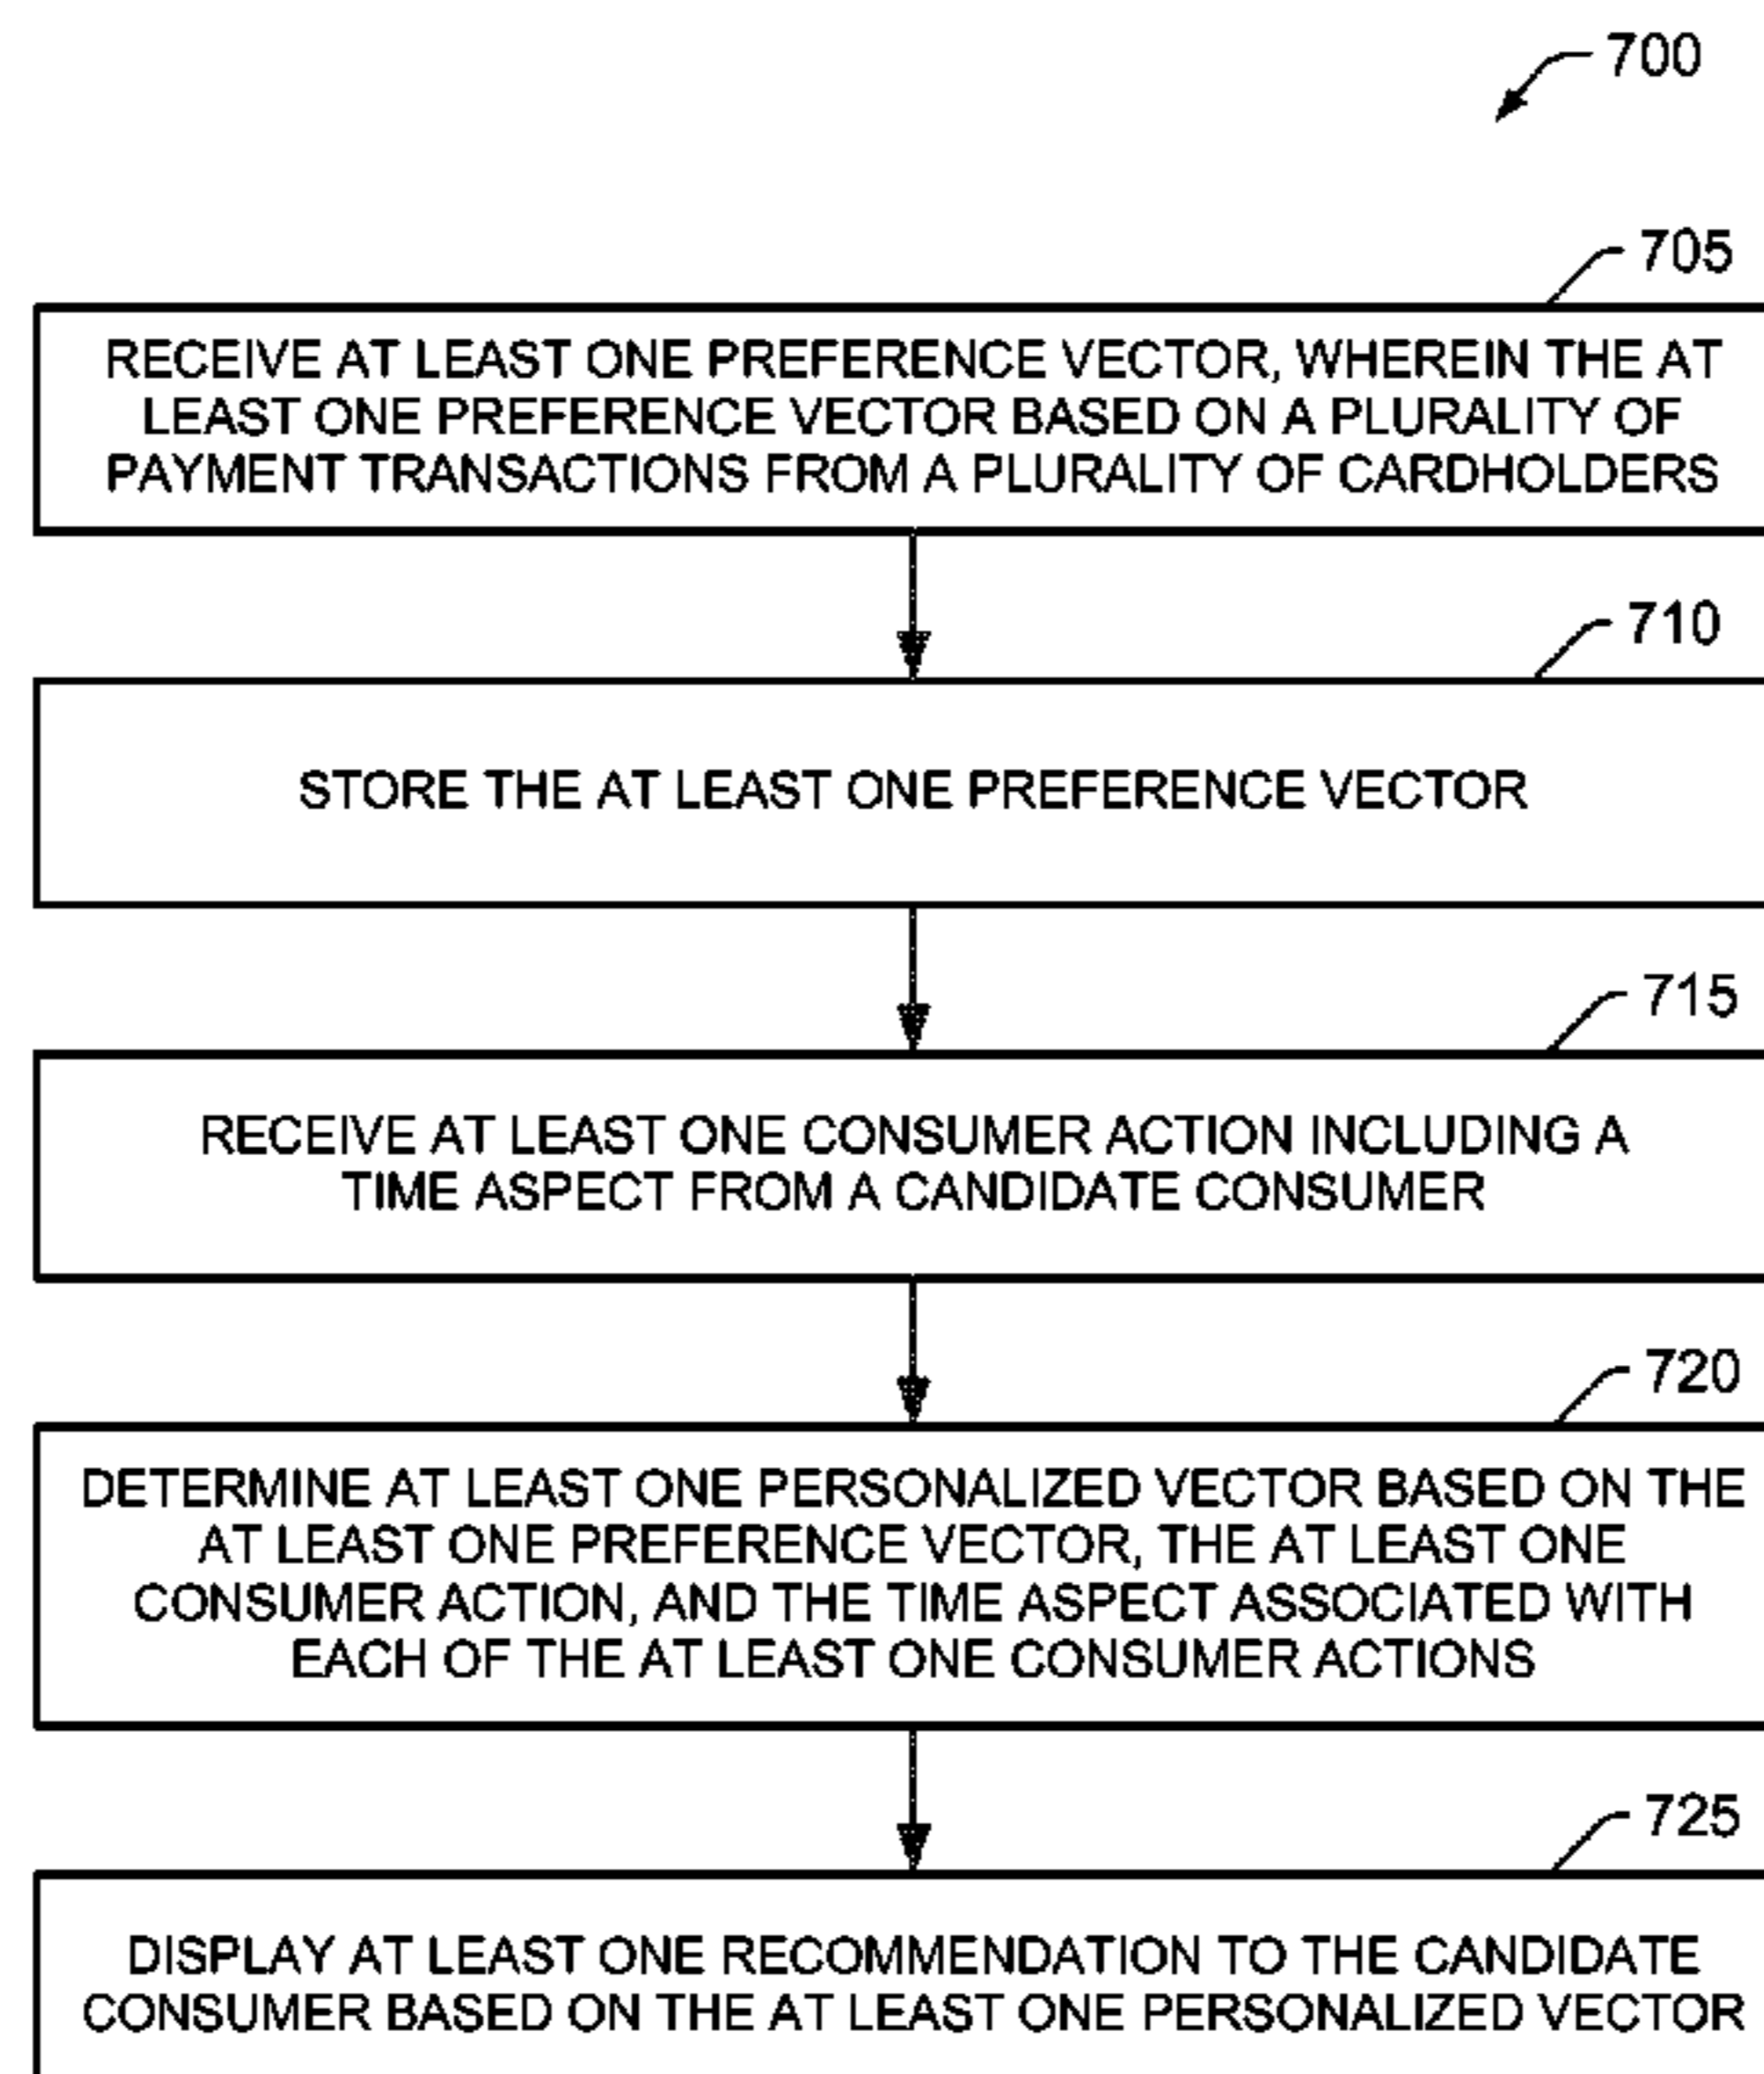 700
705
RECEIVE AT LEAST ONE PREFERENCE VECTOR, WHEREIN THE AT
LEAST ONE PREFERENCE VECTOR BASED ON A PLURALITY OF
PAYMENT TRANSACTIONS FROM A PLURALITY OF CARDHOLDERS
710
STORE THE AT LEAST ONE PREFERENCE VECTOR
715
RECEIVE AT LEAST ONE CONSUMER ACTION INCLUDING A
TIME ASPECT FROM A CANDIDATE CONSUMER
720
DETERMINE AT LEAST ONE PERSONALIZED VECTOR BASED ON THE
AT LEAST ONE PREFERENCE VECTOR, THE AT LEAST ONE
CONSUMER ACTION, AND THE TIME ASPECT ASSOCIATED WITH
EACH OF THE AT LEAST ONE CONSUMER ACTIONS
725
DISPLAY AT LEAST ONE RECOMMENDATION TO THE CANDIDATE
CONSUMER BASED ON THE AT LEAST ONE PERSONALIZED VECTOR